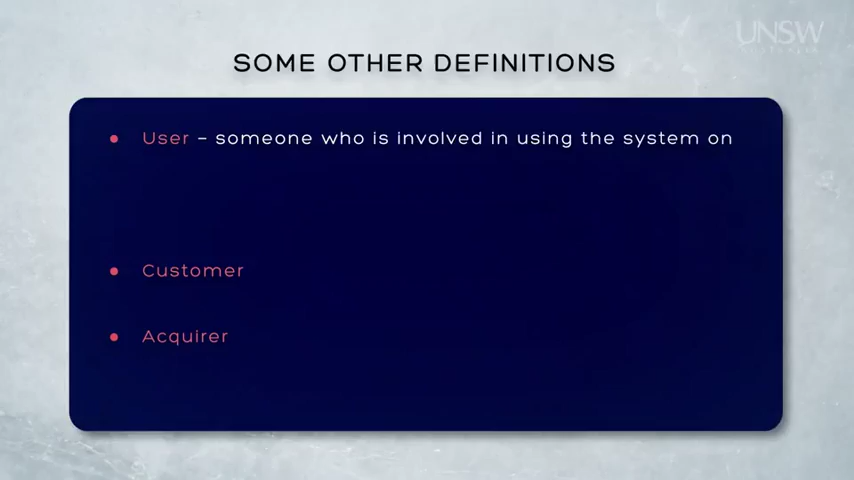 UNSW
SOME OTHER DEFINITIONS
• User – someone who is involved in using the system on
• Customer
• Acquirer